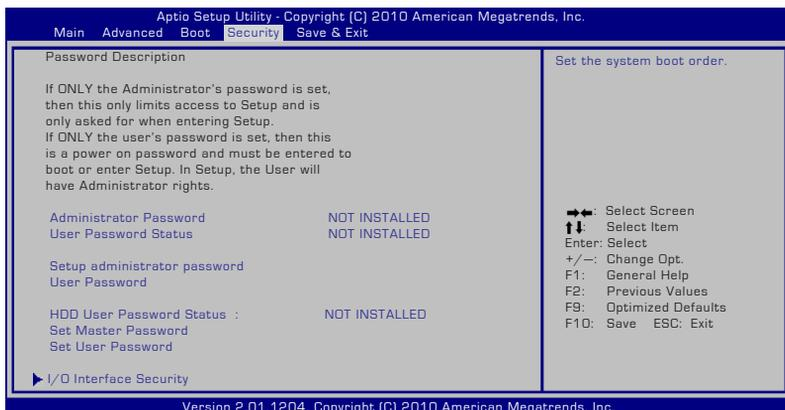 Aptio Setup Utility - Copyright (C) 2010 American Megatrends, Inc.
Main Advanced Boot Security Save & Exit
Password Description
If ONLY the Administrator's password is set,
then this only limits access to Setup and is
only asked for when entering Setup.
If ONLY the user's password is set, then this
is a power on password and must be entered to
boot or enter Setup. In Setup, the User will
have Administrator rights.
Administrator Password NOT INSTALLED
User Password Status NOT INSTALLED
Setup administrator password
User Password
HDD User Password Status : NOT INSTALLED
Set Master Password
Set User Password
I/O Interface Security
Set the system boot order.
→←: Select Screen
↑↓: Select Item
Enter: Select
+/—: Change Opt.
F1: General Help
F2: Previous Values
F9: Optimized Defaults
F10: Save ESC: Exit
Version 2.01.1204. Copyright (C) 2010 American Megatrends, Inc.